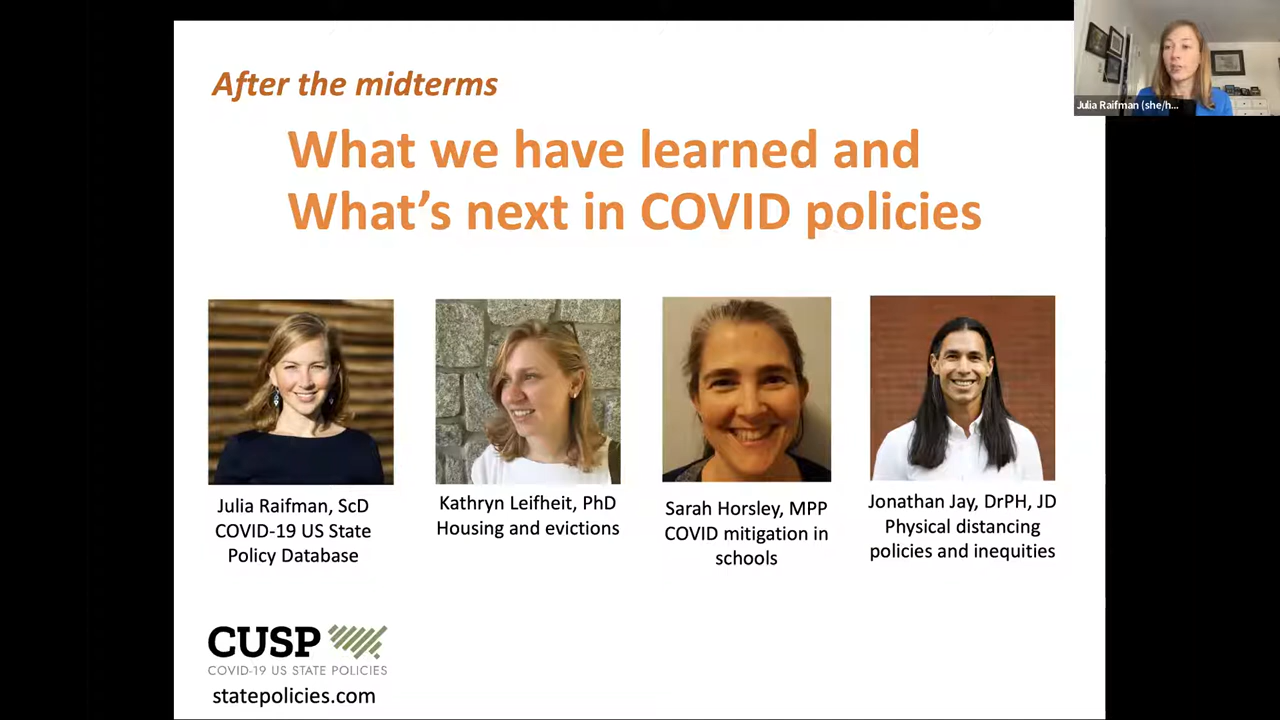 After the midterms
What we have learned and
What's next in COVID policies
Julia Raifman (she/h...
Julia Raifman, ScD
COVID-19 US State
Policy Database
Kathryn Leifheit, PhD
Housing and evictions
Sarah Horsley, MPP
COVID mitigation in
schools
Jonathan Jay, DrPH, JD
Physical distancing
policies and inequities
CUSP
COVID-19 US STATE POLICIES
statepolicies.com